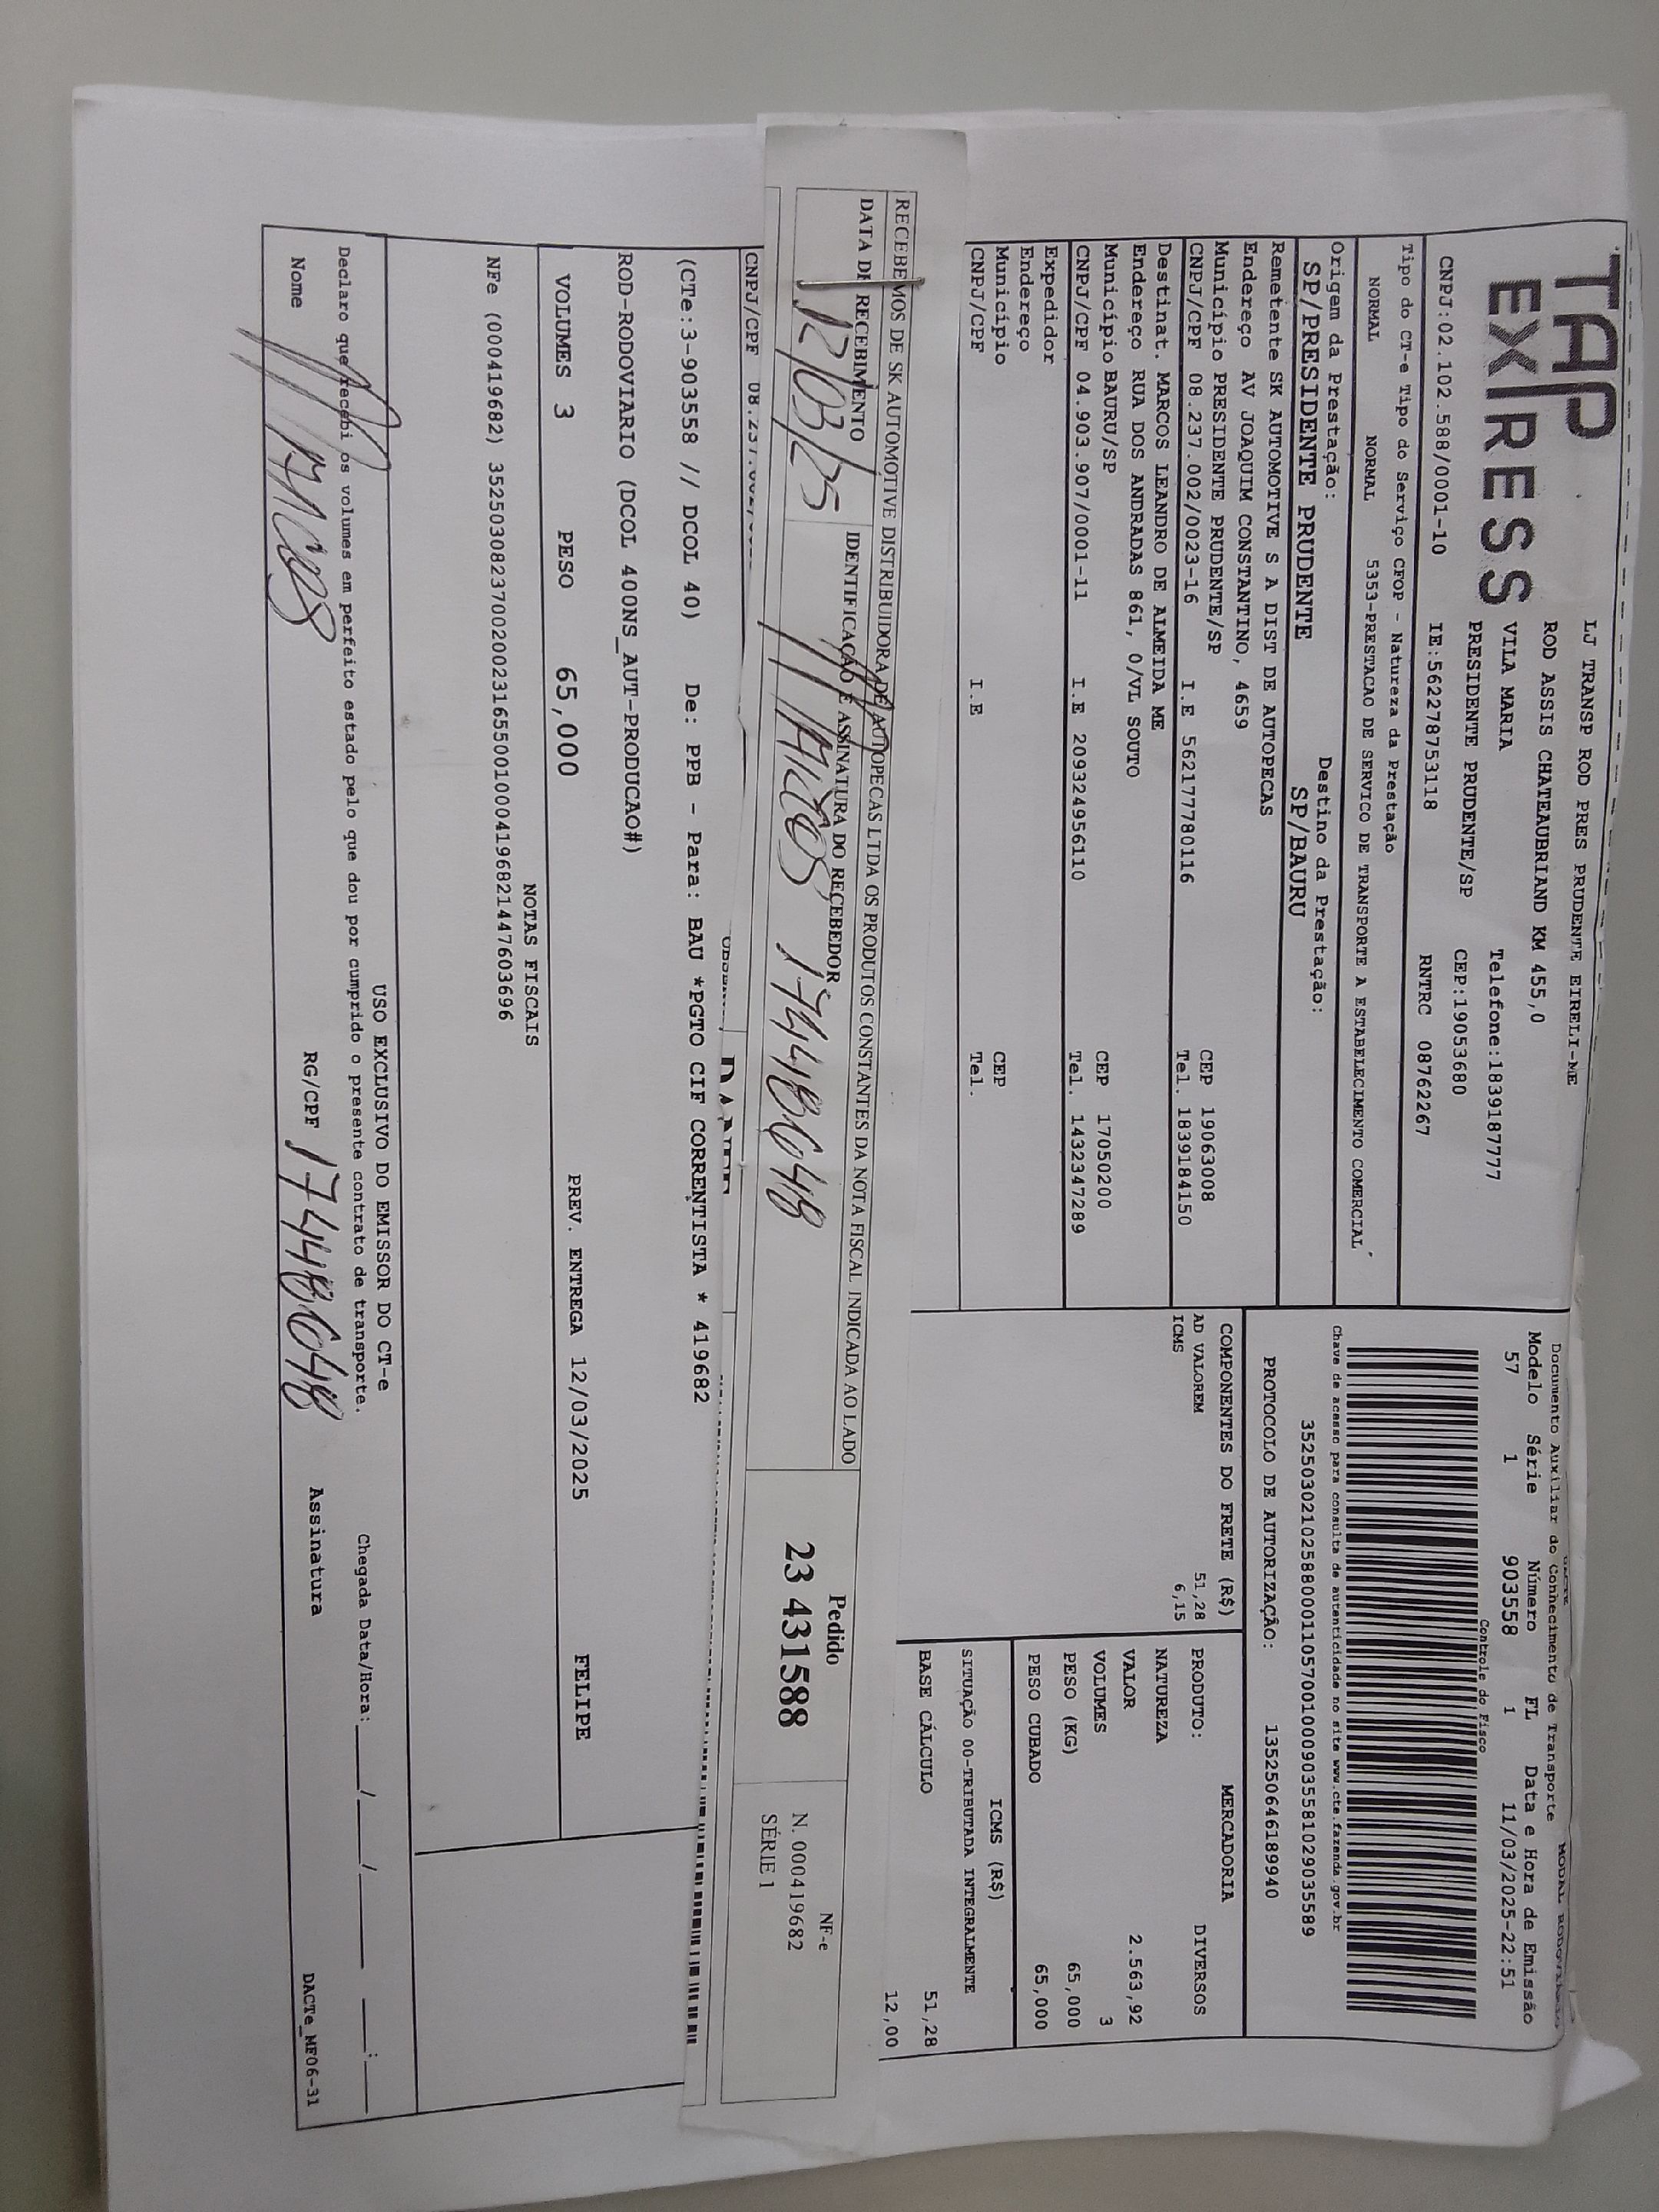 TAP
EXPRESS
LJ TRANSP ROD PRES PRUDENTE EIRELI-ME
ROD ASSIS CHATEAUBRIAND KM 455,0
VILA MARIA Telefone:1839187777
PRESIDENTE PRUDENTE/SP CEP:19053680
CNPJ:02.102.588/0001-10 IE:562278753118 RNTRC 08762267
Tipo do CT-e Tipo do Serviço CFOP - Natureza da Prestação
NORMAL NORMAL 5353-PRESTACAO DE SERVICO DE TRANSPORTE A ESTABELECIMENTO COMERCIAL
Origem da Prestação: Destino da Prestação:
SP/PRESIDENTE PRUDENTE SP/BAURU
Remetente SK AUTOMOTIVE S A DIST DE AUTOPECAS
Endereço AV JOAQUIM CONSTANTINO, 4659
Município PRESIDENTE PRUDENTE/SP CEP 19063008
CNPJ/CPF 08.237.002/0023-16 I.E 562177780116 Tel. 1839184150
Destinat. MARCOS LEANDRO DE ALMEIDA ME
Endereço RUA DOS ANDRADAS 861, 0/VL SOUTO
Município BAURU/SP CEP 17050200
CNPJ/CPF 04.903.907/0001-11 I.E 209324956110 Tel. 1432347289
Expedidor
Endereço
Município CEP
CNPJ/CPF I.E Tel.
Documento Auxiliar do Conhecimento de Transporte
Modelo Série Número FL Data e Hora de Emissão
57 1 903558 1 11/03/2025-22:51
Controle do Fisco
Chave de acesso para consulta de autenticidade no site www.cte.fazenda.gov.br
35250302102588000110570010009035581029035589
PROTOCOLO DE AUTORIZAÇÃO: 135250646189940
COMPONENTES DO FRETE (R$)
AD VALOREM 51,28
ICMS 6,15
MERCADORIA
PRODUTO: DIVERSOS
NATUREZA
VALOR 2.563,92
VOLUMES 3
PESO (KG) 65,000
PESO CUBADO 65,000
ICMS (R$)
SITUAÇÃO 00-TRIBUTADA INTEGRALMENTE
BASE CÁLCULO 51,28
12,00
RECEBEMOS DE SK AUTOMOTIVE DISTRIBUIDORA DE AUTOPECAS LTDA OS PRODUTOS CONSTANTES DA NOTA FISCAL INDICADA AO LADO
DATA DE RECEBIMENTO IDENTIFICAÇÃO E ASSINATURA DO RECEBEDOR
12/03/25 17448648
Pedido
23 431588
NF-e
N. 000419682
SÉRIE 1
CNPJ/CPF
(CTe:3-903558 // DCOL 40) De: PPB - Para: BAU *PGTO CIF CORRENTISTA * 419682
ROD-RODOVIARIO (DCOL 400NS_AUT-PRODUCAO#)
VOLUMES 3 PESO 65,000 PREV. ENTREGA 12/03/2025 FELIPE
NOTAS FISCAIS
NFe (000419682) 35250308237002002316550010004196821447603696
USO EXCLUSIVO DO EMISSOR DO CT-e
Declaro que recebi os volumes em perfeito estado pelo que dou por cumprido o presente contrato de transporte. Chegada Data/Hora:____/____/____ ____:____
Nome RG/CPF 17448648 Assinatura
DACTe_MF06-31